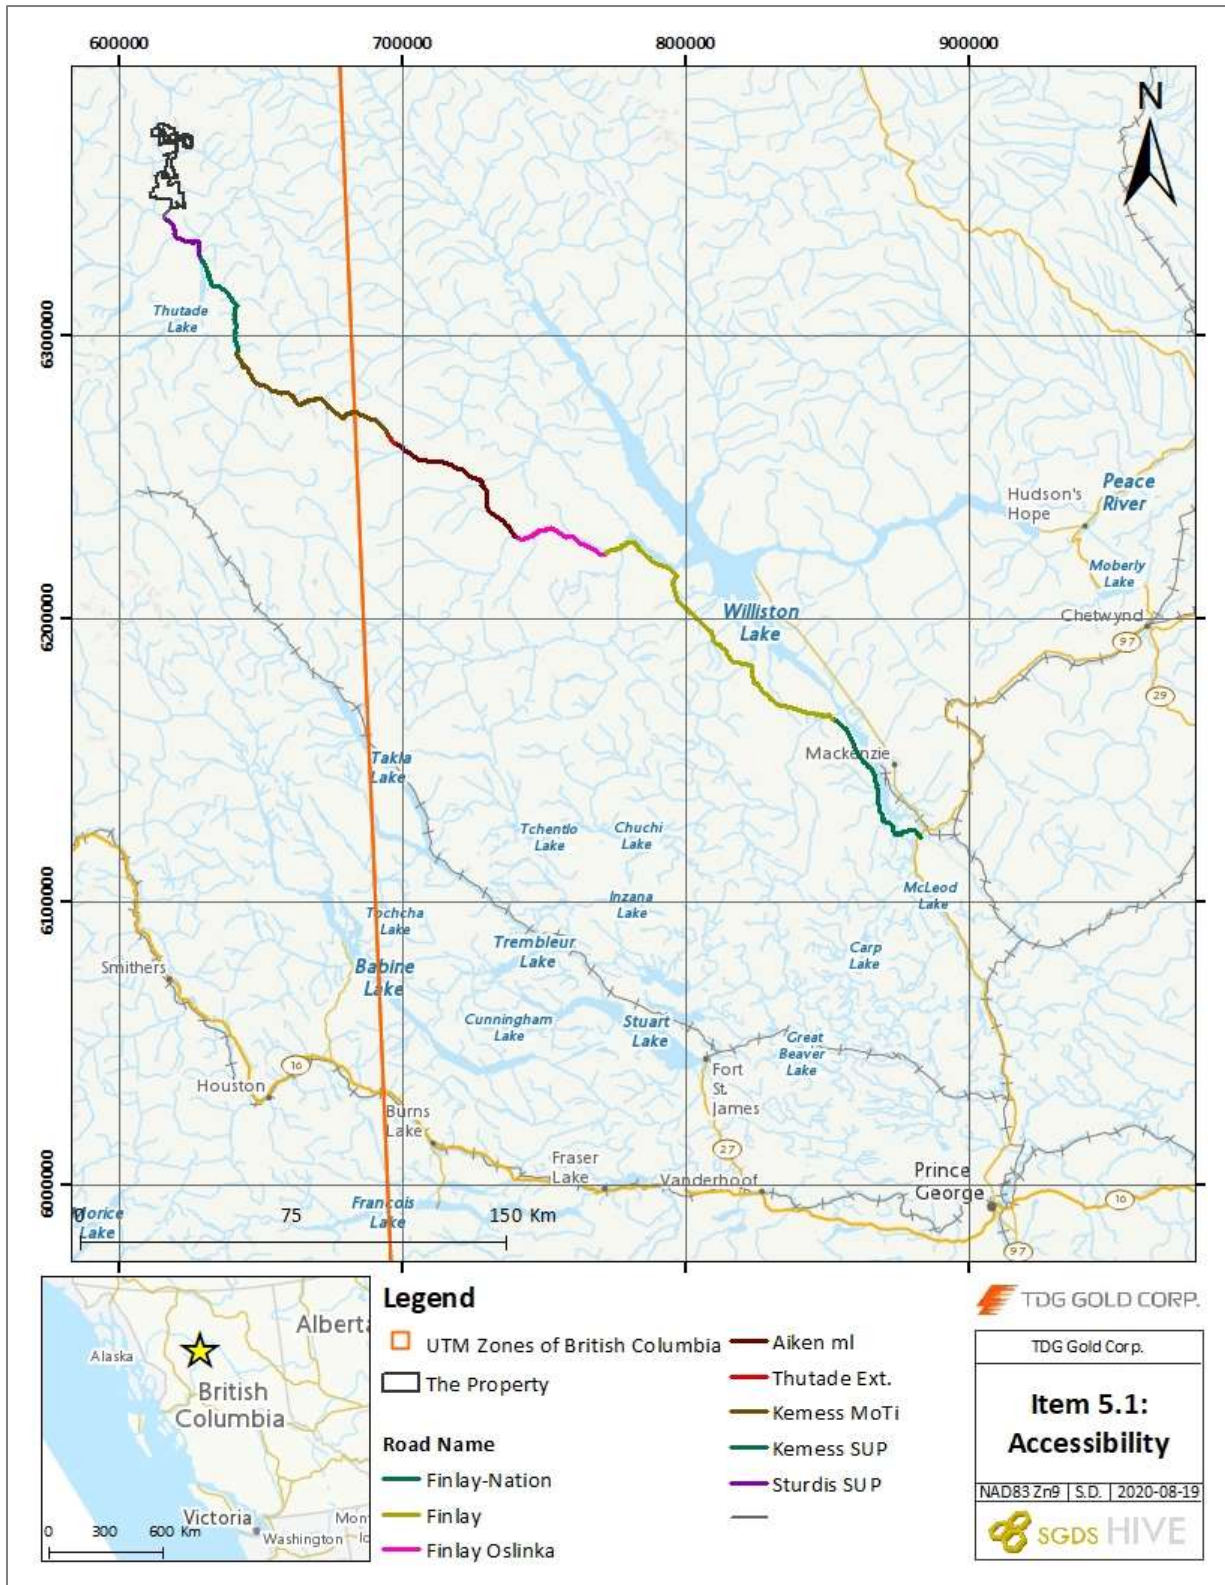 600000
700000
800000
900000
N
6300000
Thutade
Lake
Hudson's
Hope
Peace
River
Moberly
Lake
6200000
Williston
Lake
Chetwynd
97
29
Mackenzie
Takla
Lake
Tchentlo
Lake
Chuchi
Lake
6100000
Inzana
Lake
McLeod
Lake
Tochcha
Lake
Trembleur
Lake
Carp
Lake
Smithers
Babine
Lake
Cunningham
Lake
Stuart
Lake
Great
Beaver
Lake
Houston
16
Fort
St.
James
Burns
Lake
27
Fraser
Lake
Vanderhoof
Prince
George
16
6000000
Francois
Lake
Morice
Lake
0
75
150 Km
97
Alaska
Alberta
British
Columbia
Victoria
Washington
Mon
Ic
0
300
600 Km
Legend
UTM Zones of British Columbia
The Property
Road Name
Finlay-Nation
Finlay
Finlay Oslinka
Aiken ml
Thutade Ext.
Kemess MoTi
Kemess SUP
Sturdis SUP
TDG GOLD CORP.
TDG Gold Corp.
Item 5.1:
Accessibility
NAD83 Zn9 S.D. 2020-08-19
SGDS HIVE